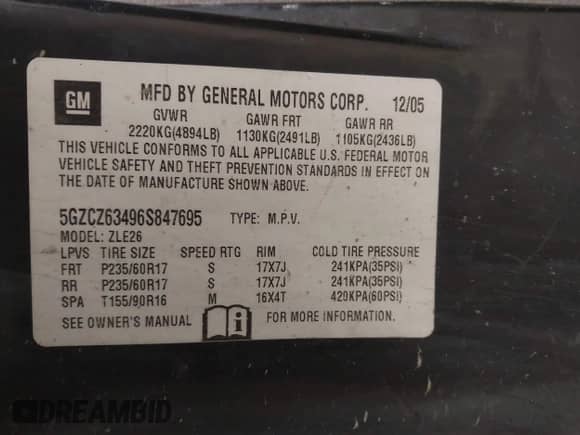 GM
MFD BY GENERAL MOTORS CORP. 12/05
GVWR GAWR FRT GAWR RR
2220KG(4894LB) 1130KG(2491LB) 1105KG(2436LB)
THIS VEHICLE CONFORMS TO ALL APPLICABLE U.S. FEDERAL MOTOR
VEHICLE SAFETY AND THEFT PREVENTION STANDARDS IN EFFECT ON
THE DATE OF MANUFACTURE SHOWN ABOVE.
5GZCZ63496S847695 TYPE: M.P.V.
MODEL: ZLE26
LPVS TIRE SIZE SPEED RTG RIM COLD TIRE PRESSURE
FRT P235/60R17 S 17X7J 241KPA(35PSI)
RR P235/60R17 S 17X7J 241KPA(35PSI)
SPA T155/90R16 M 16X4T 420KPA(60PSI)
SEE OWNER'S MANUAL i FOR MORE INFORMATION.
DREAMBID